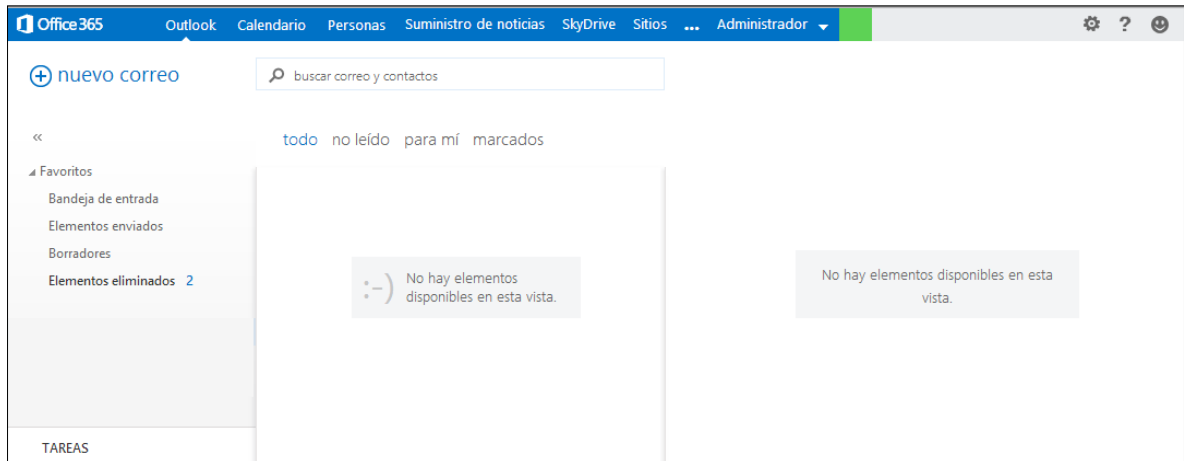 Office 365 Outlook Calendario Personas Suministro de noticias SkyDrive Sitios ... Administrador ?
nuevo correo
buscar correo y contactos
«
todo no leído para mí marcados
Favoritos
Bandeja de entrada
Elementos enviados
Borradores
Elementos eliminados 2
:-) No hay elementos
disponibles en esta vista.
No hay elementos disponibles en esta
vista.
TAREAS